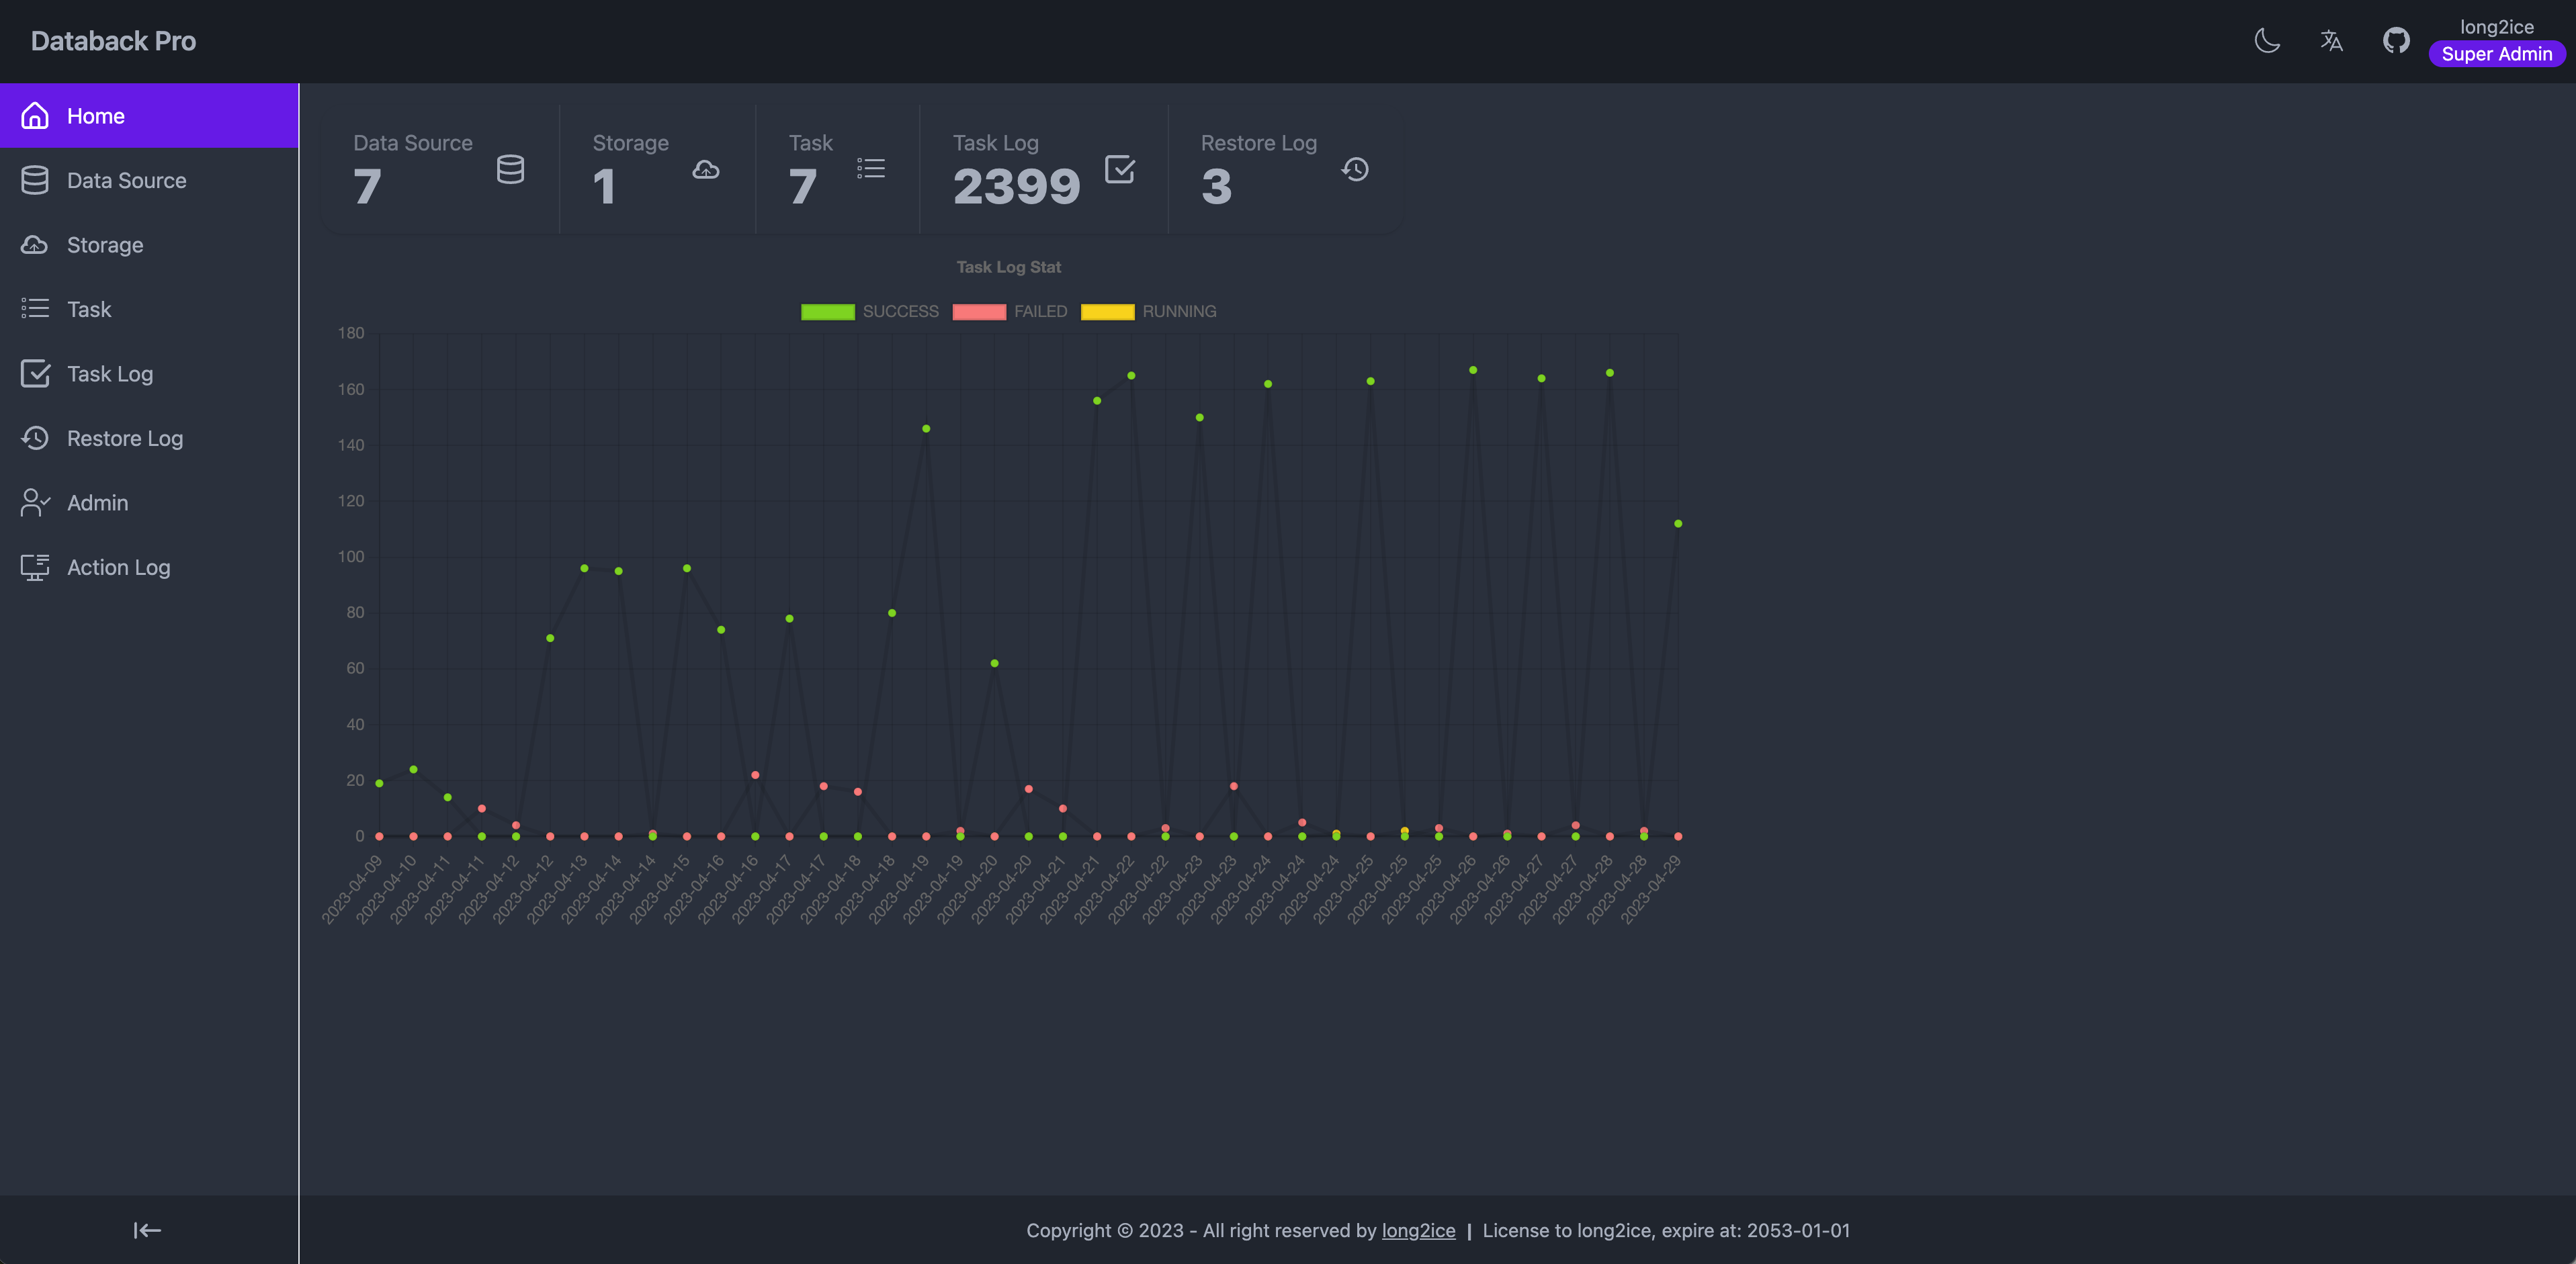 Databack Pro
long2ice
Super Admin
Home
Data Source
Storage
Task
Task Log
Restore Log
Admin
Action Log
Data Source
7
Storage
1
Task
7
Task Log
2399
Restore Log
3
Task Log Stat
SUCCESS FAILED RUNNING
180
160
140
120
100
80
60
40
20
0
2023-04-09
2023-04-10
2023-04-11
2023-04-11
2023-04-12
2023-04-12
2023-04-13
2023-04-14
2023-04-14
2023-04-15
2023-04-16
2023-04-16
2023-04-17
2023-04-17
2023-04-18
2023-04-18
2023-04-19
2023-04-19
2023-04-20
2023-04-20
2023-04-21
2023-04-21
2023-04-22
2023-04-22
2023-04-23
2023-04-23
2023-04-24
2023-04-24
2023-04-24
2023-04-25
2023-04-25
2023-04-25
2023-04-26
2023-04-26
2023-04-27
2023-04-27
2023-04-28
2023-04-28
2023-04-29
Copyright © 2023 - All right reserved by long2ice | License to long2ice, expire at: 2053-01-01